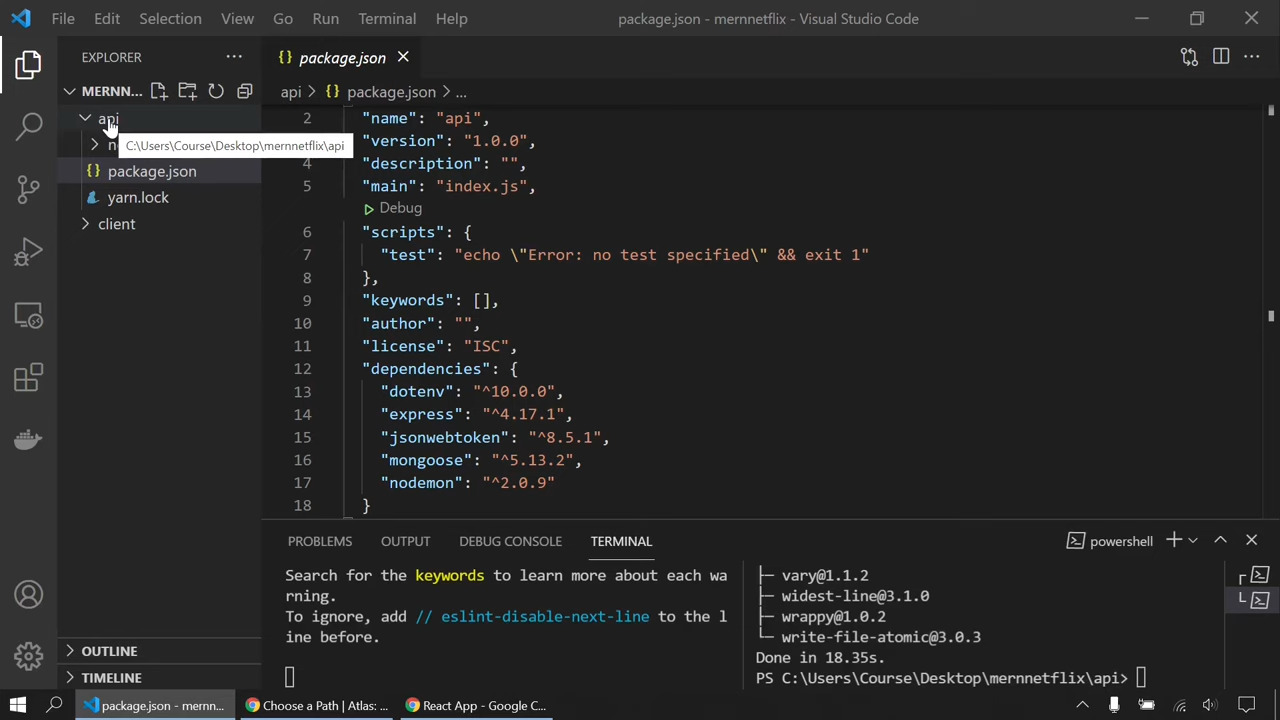 File Edit Selection View Go Run Terminal Help
package.json - mernnetflix - Visual Studio Code
EXPLORER
MERNN...
api
C:\Users\Course\Desktop\mernnetflix\api
package.json
yarn.lock
client
OUTLINE
TIMELINE
{} package.json
api > {} package.json > ...
2 "name": "api",
"version": "1.0.0",
4 "description": "",
5 "main": "index.js",
Debug
6 "scripts": {
7 "test": "echo \"Error: no test specified\" && exit 1"
8 },
9 "keywords": [],
10 "author": "",
11 "license": "ISC",
12 "dependencies": {
13 "dotenv": "^10.0.0",
14 "express": "^4.17.1",
15 "jsonwebtoken": "^8.5.1",
16 "mongoose": "^5.13.2",
17 "nodemon": "^2.0.9"
18 }
PROBLEMS OUTPUT DEBUG CONSOLE TERMINAL
powershell
Search for the keywords to learn more about each wa
rning.
To ignore, add // eslint-disable-next-line to the l
ine before.
├─ vary@1.1.2
├─ widest-line@3.1.0
├─ wrappy@1.0.2
└─ write-file-atomic@3.0.3
Done in 18.35s.
PS C:\Users\Course\Desktop\mernnetflix\api>
package.json - mernn...
Choose a Path | Atlas: ...
React App - Google C...